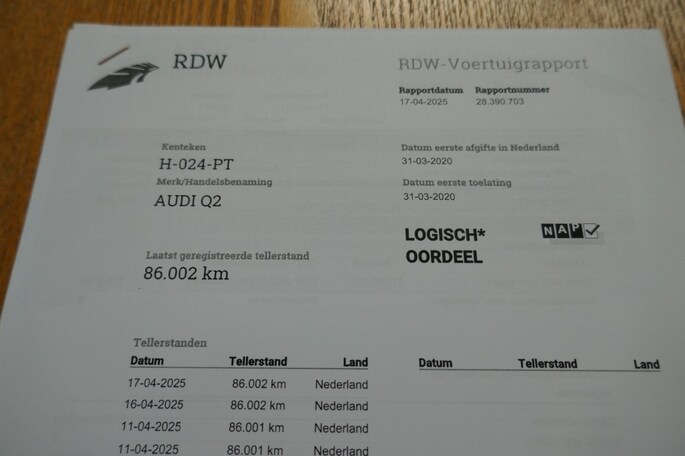 RDW
RDW-Voertuigrapport
Rapportdatum Rapportnummer
17-04-2025 28.390.703
Kenteken
H-024-PT
Merk/Handelsbenaming
AUDI Q2
Datum eerste afgifte in Nederland
31-03-2020
Datum eerste toelating
31-03-2020
LOGISCH*
OORDEEL
NAP
Laatst geregistreerde tellerstand
86.002 km
Tellerstanden
Datum Tellerstand Land Datum Tellerstand Land
17-04-2025 86.002 km Nederland
16-04-2025 86.002 km Nederland
11-04-2025 86.001 km Nederland
11-04-2025 86.001 km Nederland